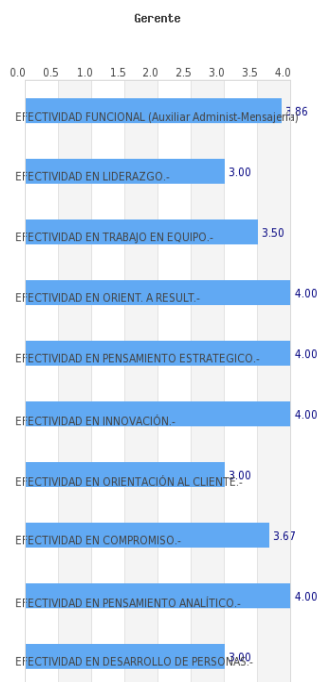 Gerente
0.0 0.5 1.0 1.5 2.0 2.5 3.0 3.5 4.0
3.86
EFECTIVIDAD FUNCIONAL (Auxiliar Administ-Mensajería)
3.00
EFECTIVIDAD EN LIDERAZGO.-
3.50
EFECTIVIDAD EN TRABAJO EN EQUIPO.-
4.00
EFECTIVIDAD EN ORIENT. A RESULT.-
4.00
EFECTIVIDAD EN PENSAMIENTO ESTRATEGICO.-
4.00
EFECTIVIDAD EN INNOVACIÓN.-
3.00
EFECTIVIDAD EN ORIENTACIÓN AL CLIENTE.-
3.67
EFECTIVIDAD EN COMPROMISO.-
4.00
EFECTIVIDAD EN PENSAMIENTO ANALÍTICO.-
3.00
EFECTIVIDAD EN DESARROLLO DE PERSONAS.-